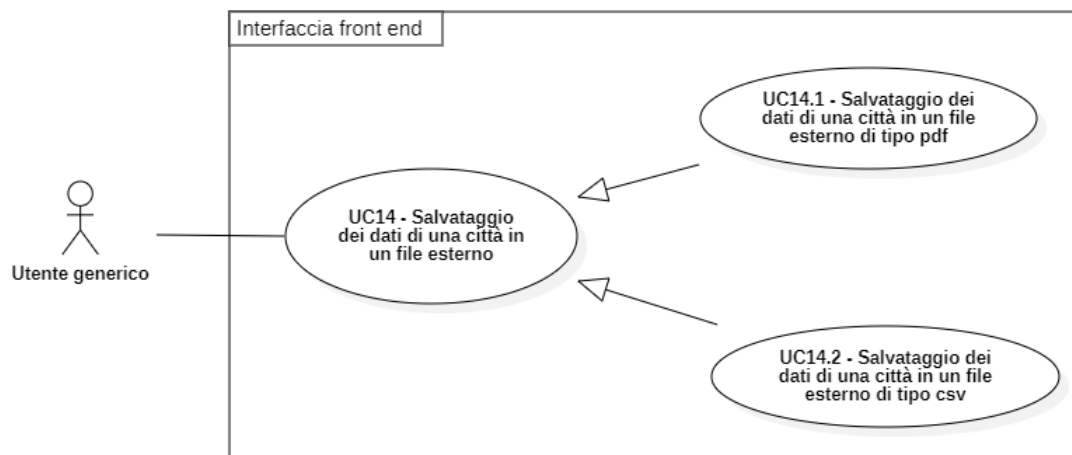 Interfaccia front end
UC14.1 - Salvataggio dei
dati di una città in un file
esterno di tipo pdf
UC14 - Salvataggio
dei dati di una città in
un file esterno
Utente generico
UC14.2 - Salvataggio dei
dati di una città in un file
esterno di tipo csv